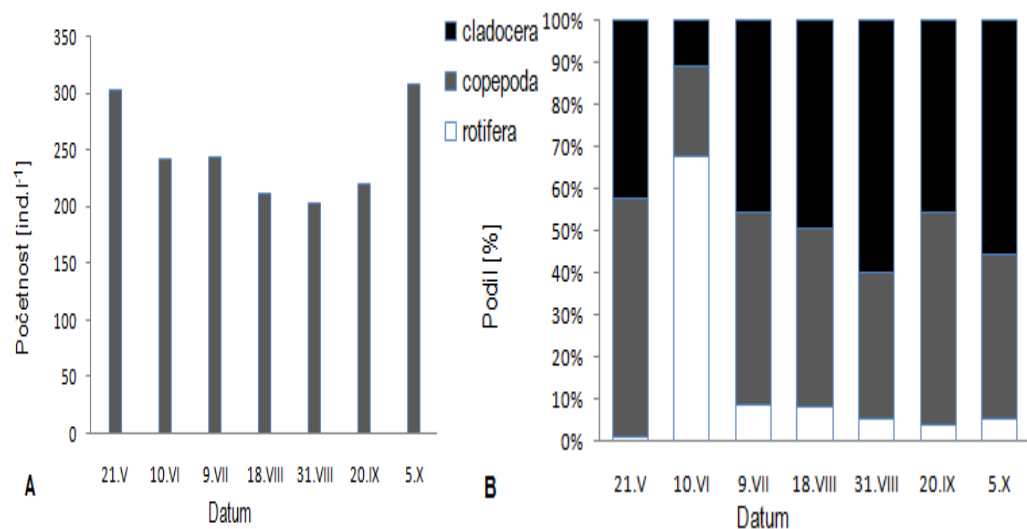 350
300
250
200
150
100
50
0
Početnost [ind.l-¹]
21.V 10.VI 9.VII 18.VIII 31.VIII 20.IX 5.X
A
Datum
cladocera
copepoda
rotifera
100%
90%
80%
70%
60%
50%
40%
30%
20%
10%
0%
Podíl [%]
21.V 10.VI 9.VII 18.VIII 31.VIII 20.IX 5.X
B
Datum